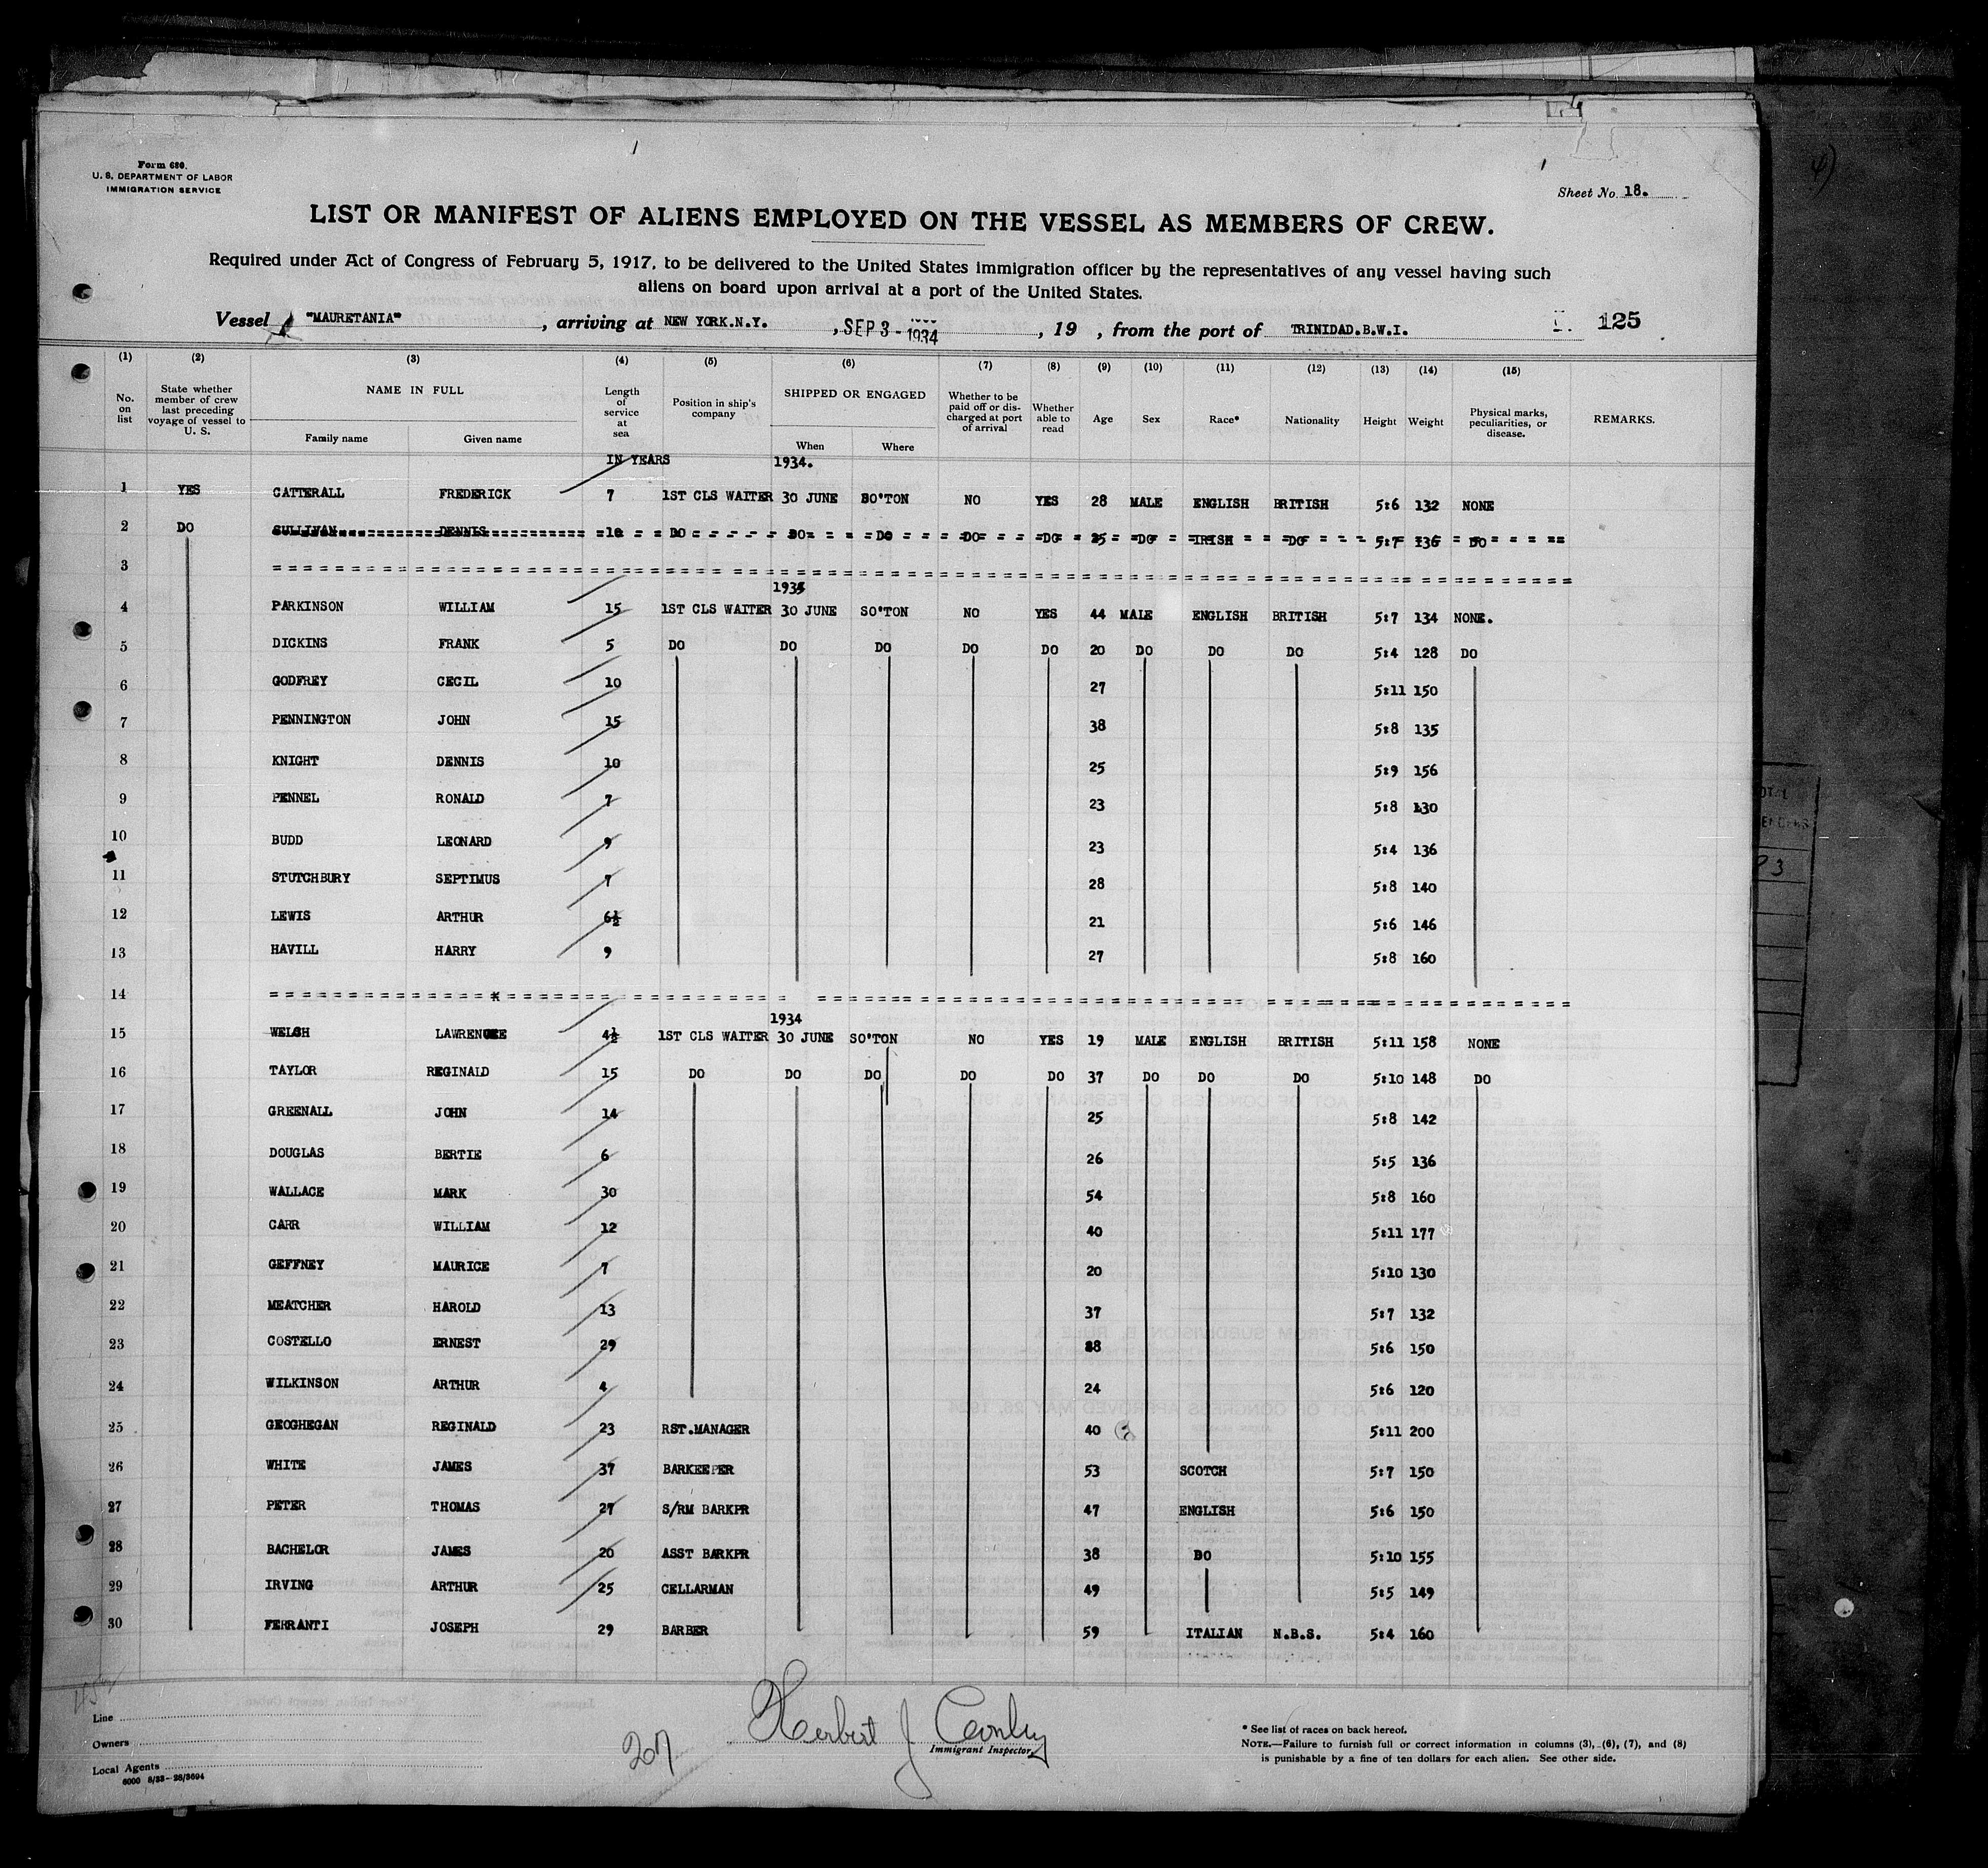 Form 680.
U. S. DEPARTMENT OF LABOR
IMMIGRATION SERVICE
Sheet No. 18.
LIST OR MANIFEST OF ALIENS EMPLOYED ON THE VESSEL AS MEMBERS OF CREW.
Required under Act of Congress of February 5, 1917, to be delivered to the United States immigration officer by the representatives of any vessel having such
aliens on board upon arrival at a port of the United States.
Vessel "MAURETANIA", arriving at NEW YORK.N.Y., SEP 3 - 1934, 19 , from the port of TRINIDAD.B.W.I. 125
(1) (2) (3) (4) (5) (6) (7) (8) (9) (10) (11) (12) (13) (14) (15)
No. on list State whether member of crew last preceding voyage of vessel to U. S. NAME IN FULL Family name Given name Length of service at sea Position in ship's company SHIPPED OR ENGAGED When Where Whether to be paid off or discharged at port of arrival Whether able to read Age Sex Race* Nationality Height Weight Physical marks, peculiarities, or disease. REMARKS.
IN YEARS 1934.
1 YES CATTERALL FREDERICK 7 1ST CLS WAITER 30 JUNE SO'TON NO YES 28 MALE ENGLISH BRITISH 5:6 132 NONE
2 DO SULLIVAN DENNIS 10 DO DO DO DO DO 25 DO IRISH DO 5:7 136 DO
3
1934
4 PARKINSON WILLIAM 15 1ST CLS WAITER 30 JUNE SO'TON NO YES 44 MALE ENGLISH BRITISH 5:7 134 NONE.
5 DICKINS FRANK 5 DO DO DO DO DO 20 DO DO DO 5:4 128 DO
6 GODFREY CECIL 10 27 5:11 150
7 PENNINGTON JOHN 15 38 5:8 135
8 KNIGHT DENNIS 10 25 5:9 156
9 PENNEL RONALD 7 23 5:8 130
10 BUDD LEONARD 9 23 5:4 136
11 STUTCHBURY SEPTIMUS 7 28 5:8 140
12 LEWIS ARTHUR 6½ 21 5:6 146
13 HAVILL HARRY 9 27 5:8 160
14
1934
15 WELSH LAWRENCE 4½ 1ST CLS WAITER 30 JUNE SO'TON NO YES 19 MALE ENGLISH BRITISH 5:11 158 NONE
16 TAYLOR REGINALD 15 DO DO DO DO DO 37 DO DO DO 5:10 148 DO
17 GREENALL JOHN 14 25 5:8 142
18 DOUGLAS BERTIE 6 26 5:5 136
19 WALLACE MARK 30 54 5:8 160
20 CARR WILLIAM 12 40 5:11 177
21 GEFFNEY MAURICE 7 20 5:10 130
22 MEATCHER HAROLD 13 37 5:7 132
23 COSTELLO ERNEST 29 5:6 150
24 WILKINSON ARTHUR 4 24 5:6 120
25 GEOGHEGAN REGINALD 23 RST.MANAGER 40 5:11 200
26 WHITE JAMES 37 BARKEEPER 53 SCOTCH 5:7 150
27 PETER THOMAS 27 S/RM BARKPR 47 ENGLISH 5:6 150
28 BACHELOR JAMES 20 ASST BARKPR 38 DO 5:10 155
29 IRVING ARTHUR 25 CELLARMAN 49 5:5 149
30 FERRANTI JOSEPH 29 BARBER 59 ITALIAN N.B.S. 5:4 160
Line
Owners
Local Agents
6000 8/33-28/3694
207
Herbert J
Immigrant Inspector.
* See list of races on back hereof.
NOTE.—Failure to furnish full or correct information in columns (3), (6), (7), and (8)
is punishable by a fine of ten dollars for each alien. See other side.